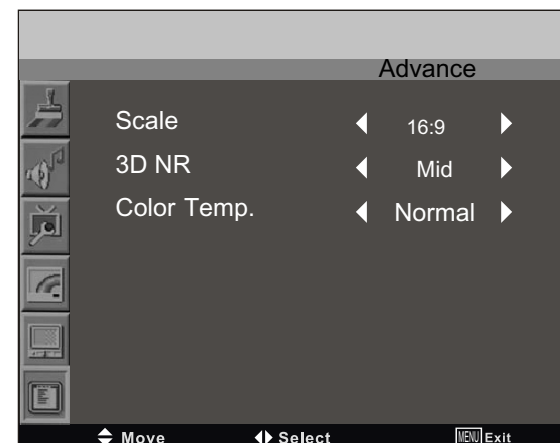 Advance
Scale 16:9
3D NR Mid
Color Temp. Normal
Move Select MENU Exit